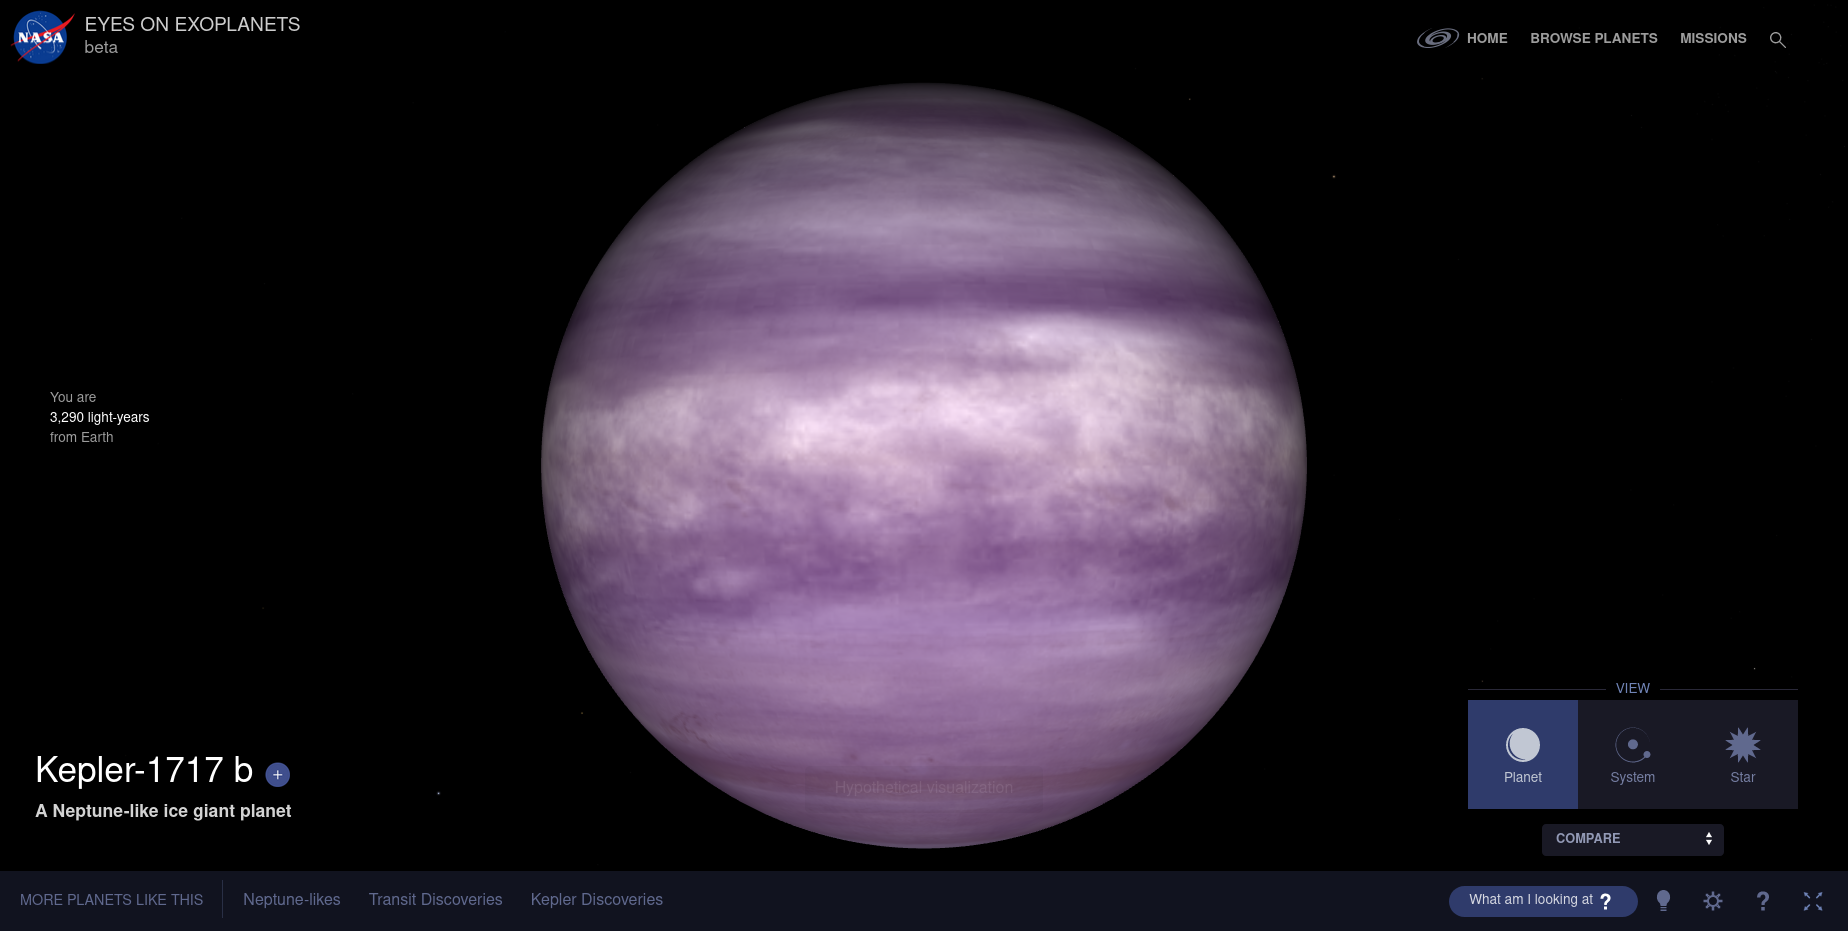 NASA
EYES ON EXOPLANETS
beta
HOME BROWSE PLANETS MISSIONS
You are
3,290 light-years
from Earth
Kepler-1717 b +
A Neptune-like ice giant planet
Hypothatical visualization
VIEW
Planet System Star
COMPARE
MORE PLANETS LIKE THIS Neptune-likes Transit Discoveries Kepler Discoveries
What am I looking at ? ?